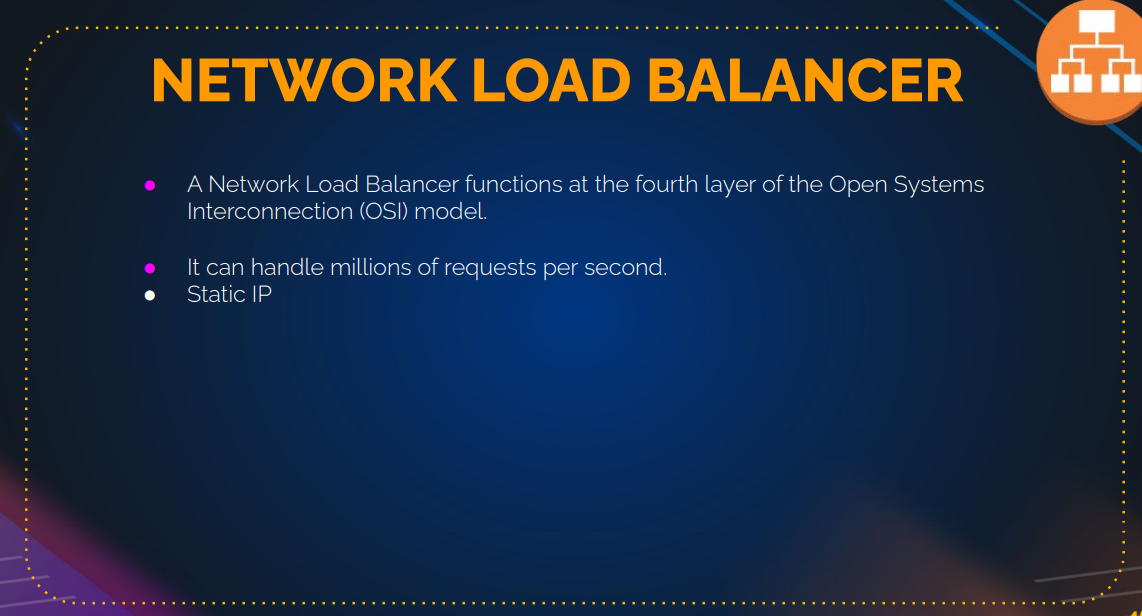 NETWORK LOAD BALANCER
● A Network Load Balancer functions at the fourth layer of the Open Systems
Interconnection (OSI) model.
● It can handle millions of requests per second.
● Static IP